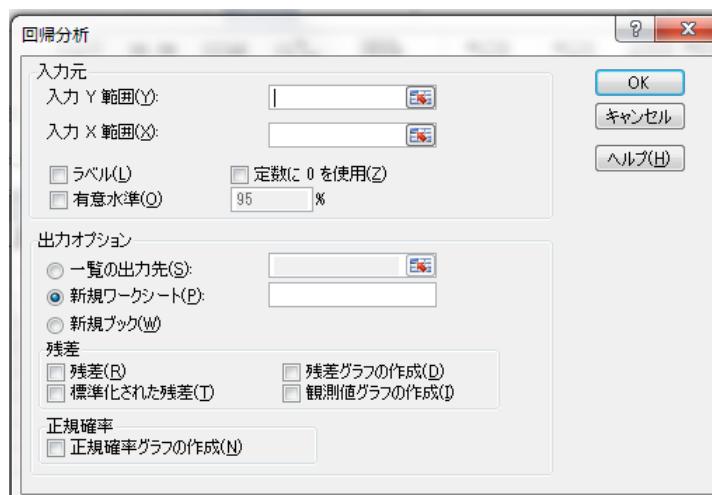 回帰分析
入力元
入力 Y 範囲(Y):
OK
入力 X 範囲(X):
キャンセル
ヘルプ(H)
ラベル(L)
定数に 0 を使用(Z)
有意水準(O)
95
%
出力オプション
一覧の出力先(S):
新規ワークシート(P):
新規ブック(W)
残差
残差(R)
残差グラフの作成(D)
標準化された残差(T)
観測値グラフの作成(I)
正規確率
正規確率グラフの作成(N)